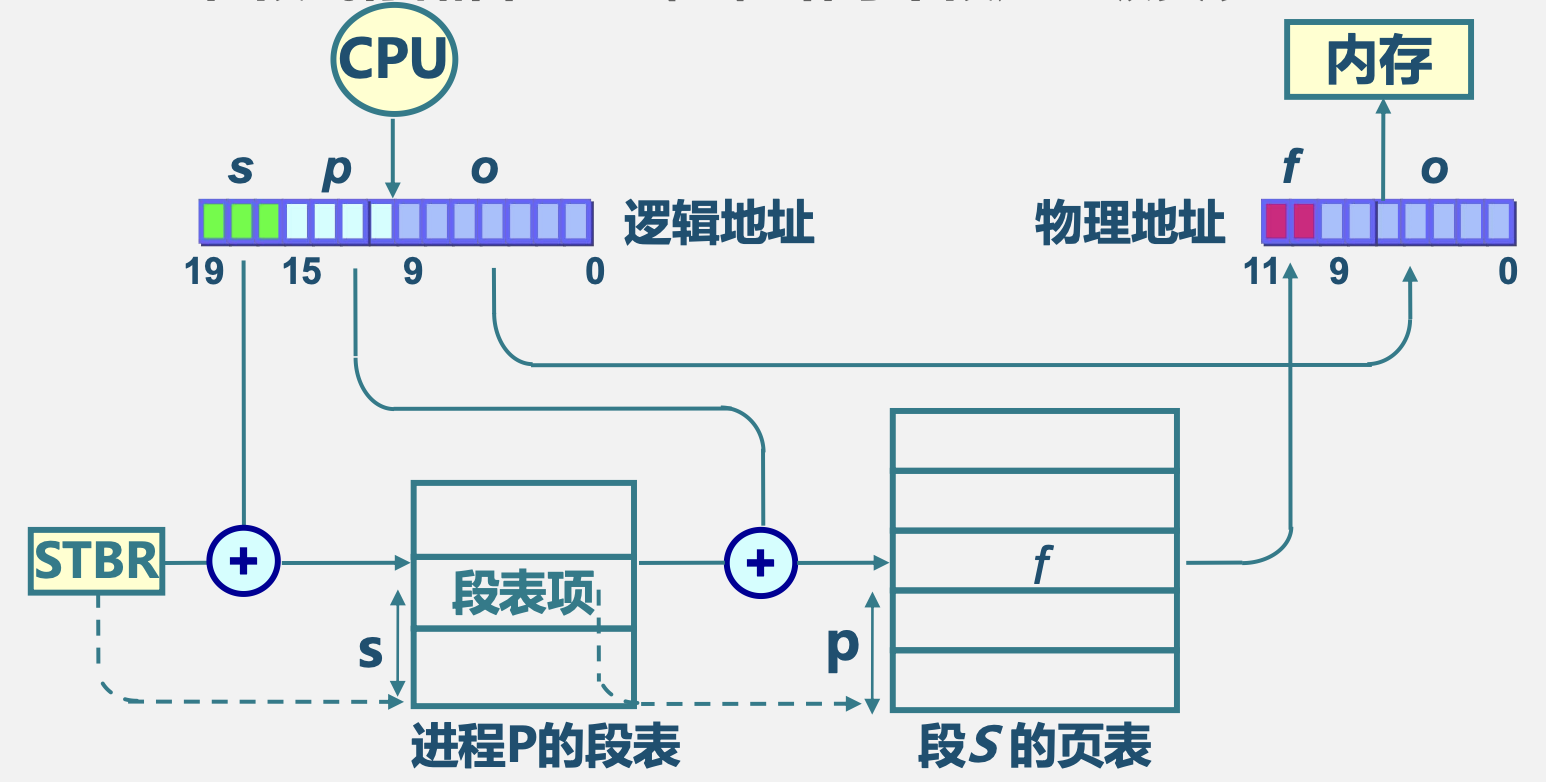 CPU
内存
s p o
f o
逻辑地址
物理地址
19 15 9 0
11 9 0
STBR
+
+
段表项
f
s
p
进程P的段表
段S的页表